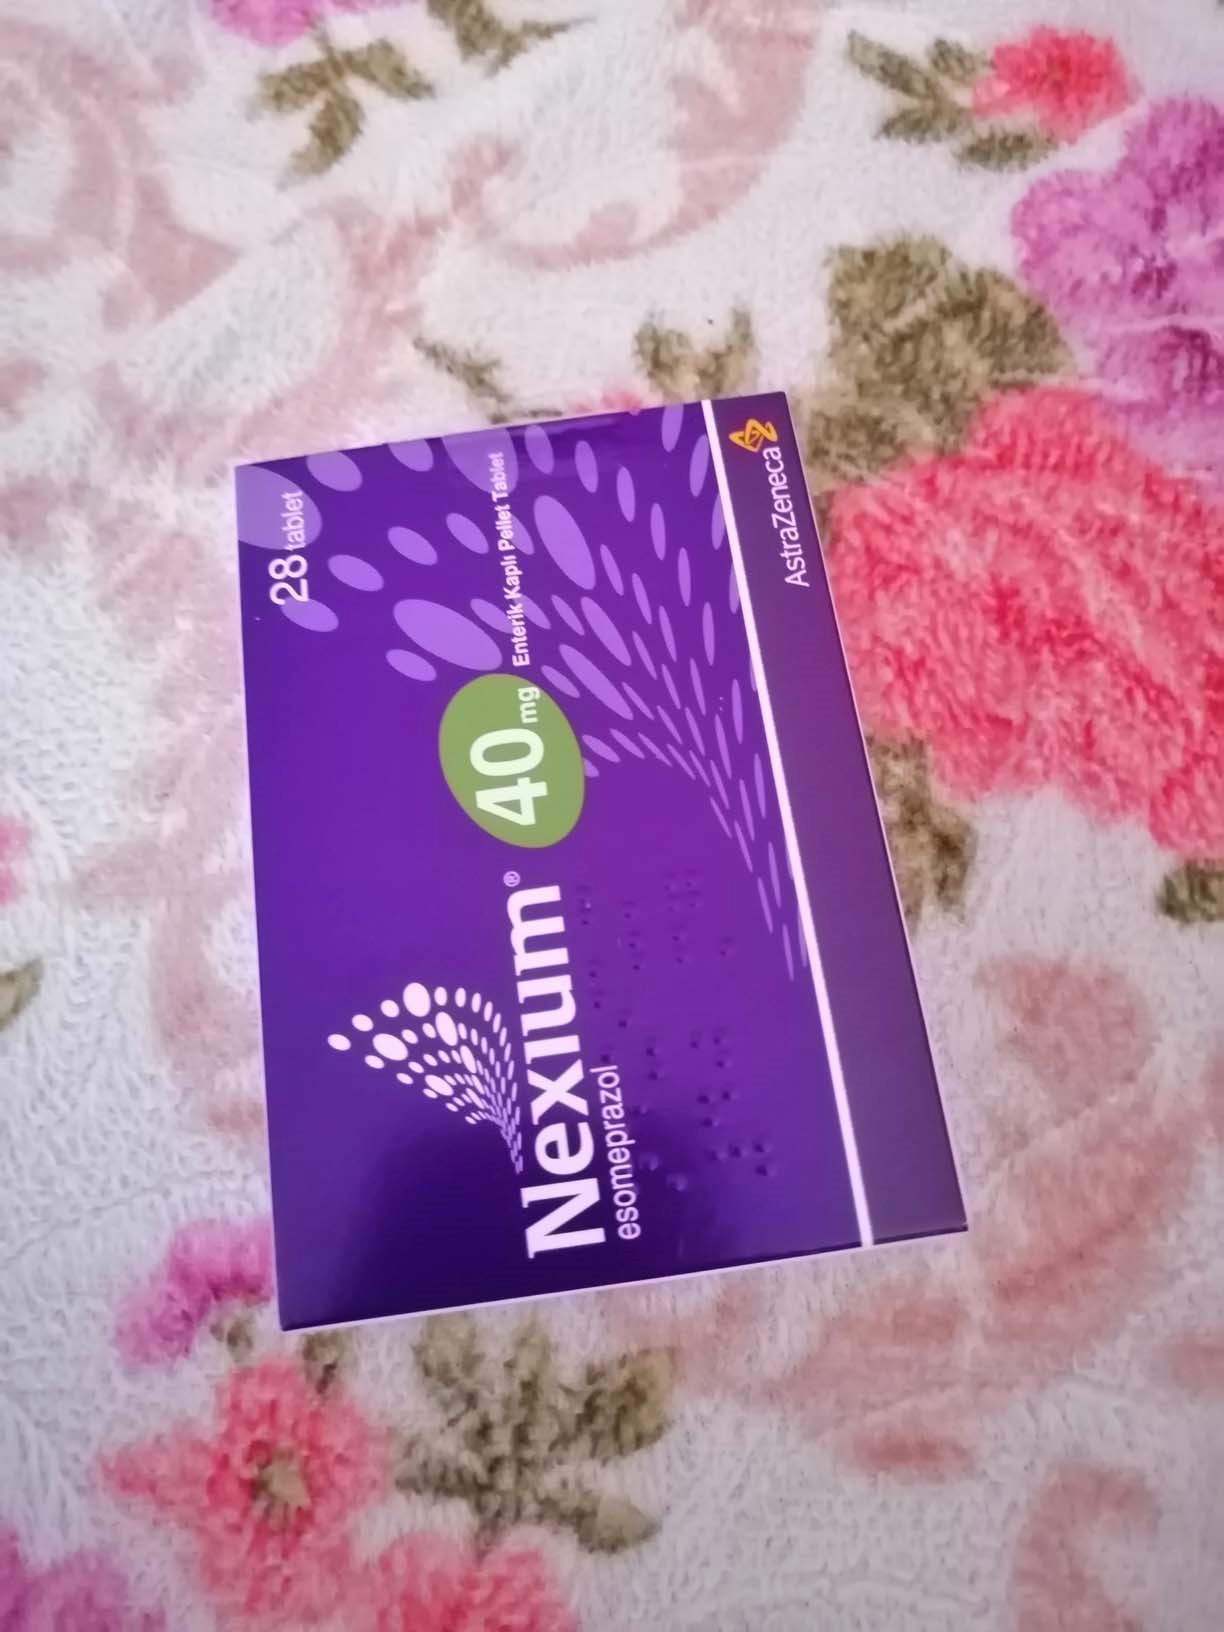 28 tablet
Nexium® 40 mg Enterik Kaplı Pellet Tablet
esomeprazol
AstraZeneca